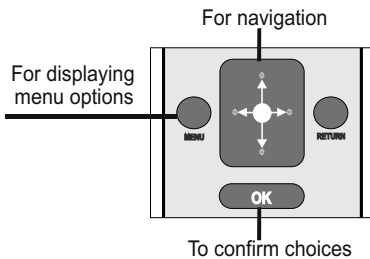 For navigation
For displaying
menu options
MENU
RETURN
OK
To confirm choices